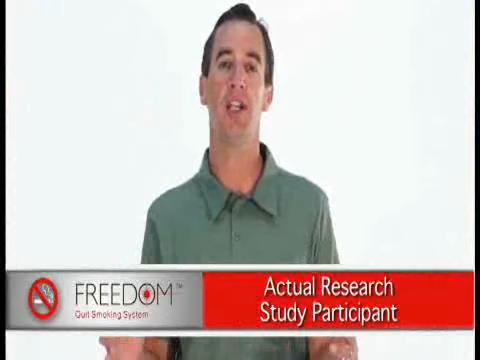 FREEDOM™
Quit Smoking System
Actual Research
Study Participant